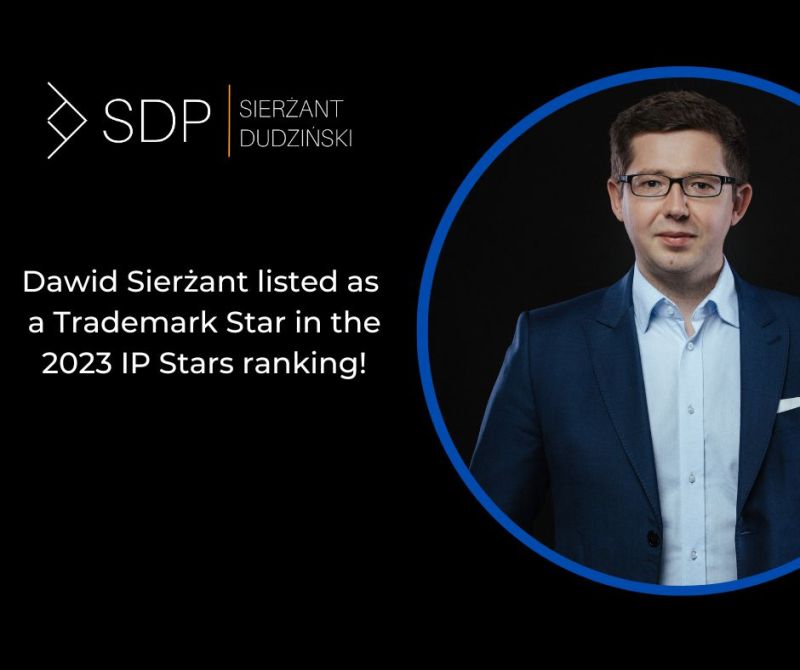 SDP
SIERŻANT
DUDZIŃSKI
Dawid Sierżant listed as
a Trademark Star in the
2023 IP Stars ranking!